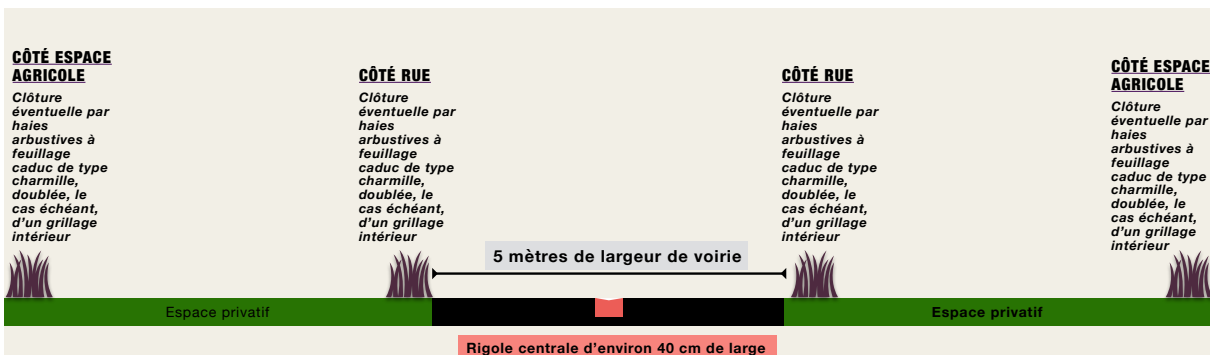 CÔTÉ ESPACE
AGRICOLE
Clôture
éventuelle par
haies
arbustives à
feuillage
caduc de type
charmille,
doublée, le
cas échéant,
d'un grillage
intérieur
CÔTÉ RUE
Clôture
éventuelle par
haies
arbustives à
feuillage
caduc de type
charmille,
doublée, le
cas échéant,
d'un grillage
intérieur
CÔTÉ RUE
Clôture
éventuelle par
haies
arbustives à
feuillage
caduc de type
charmille,
doublée, le
cas échéant,
d'un grillage
intérieur
CÔTÉ ESPACE
AGRICOLE
Clôture
éventuelle par
haies
arbustives à
feuillage
caduc de type
charmille,
doublée, le
cas échéant,
d'un grillage
intérieur
5 mètres de largeur de voirie
Espace privatif
Espace privatif
Rigole centrale d'environ 40 cm de large